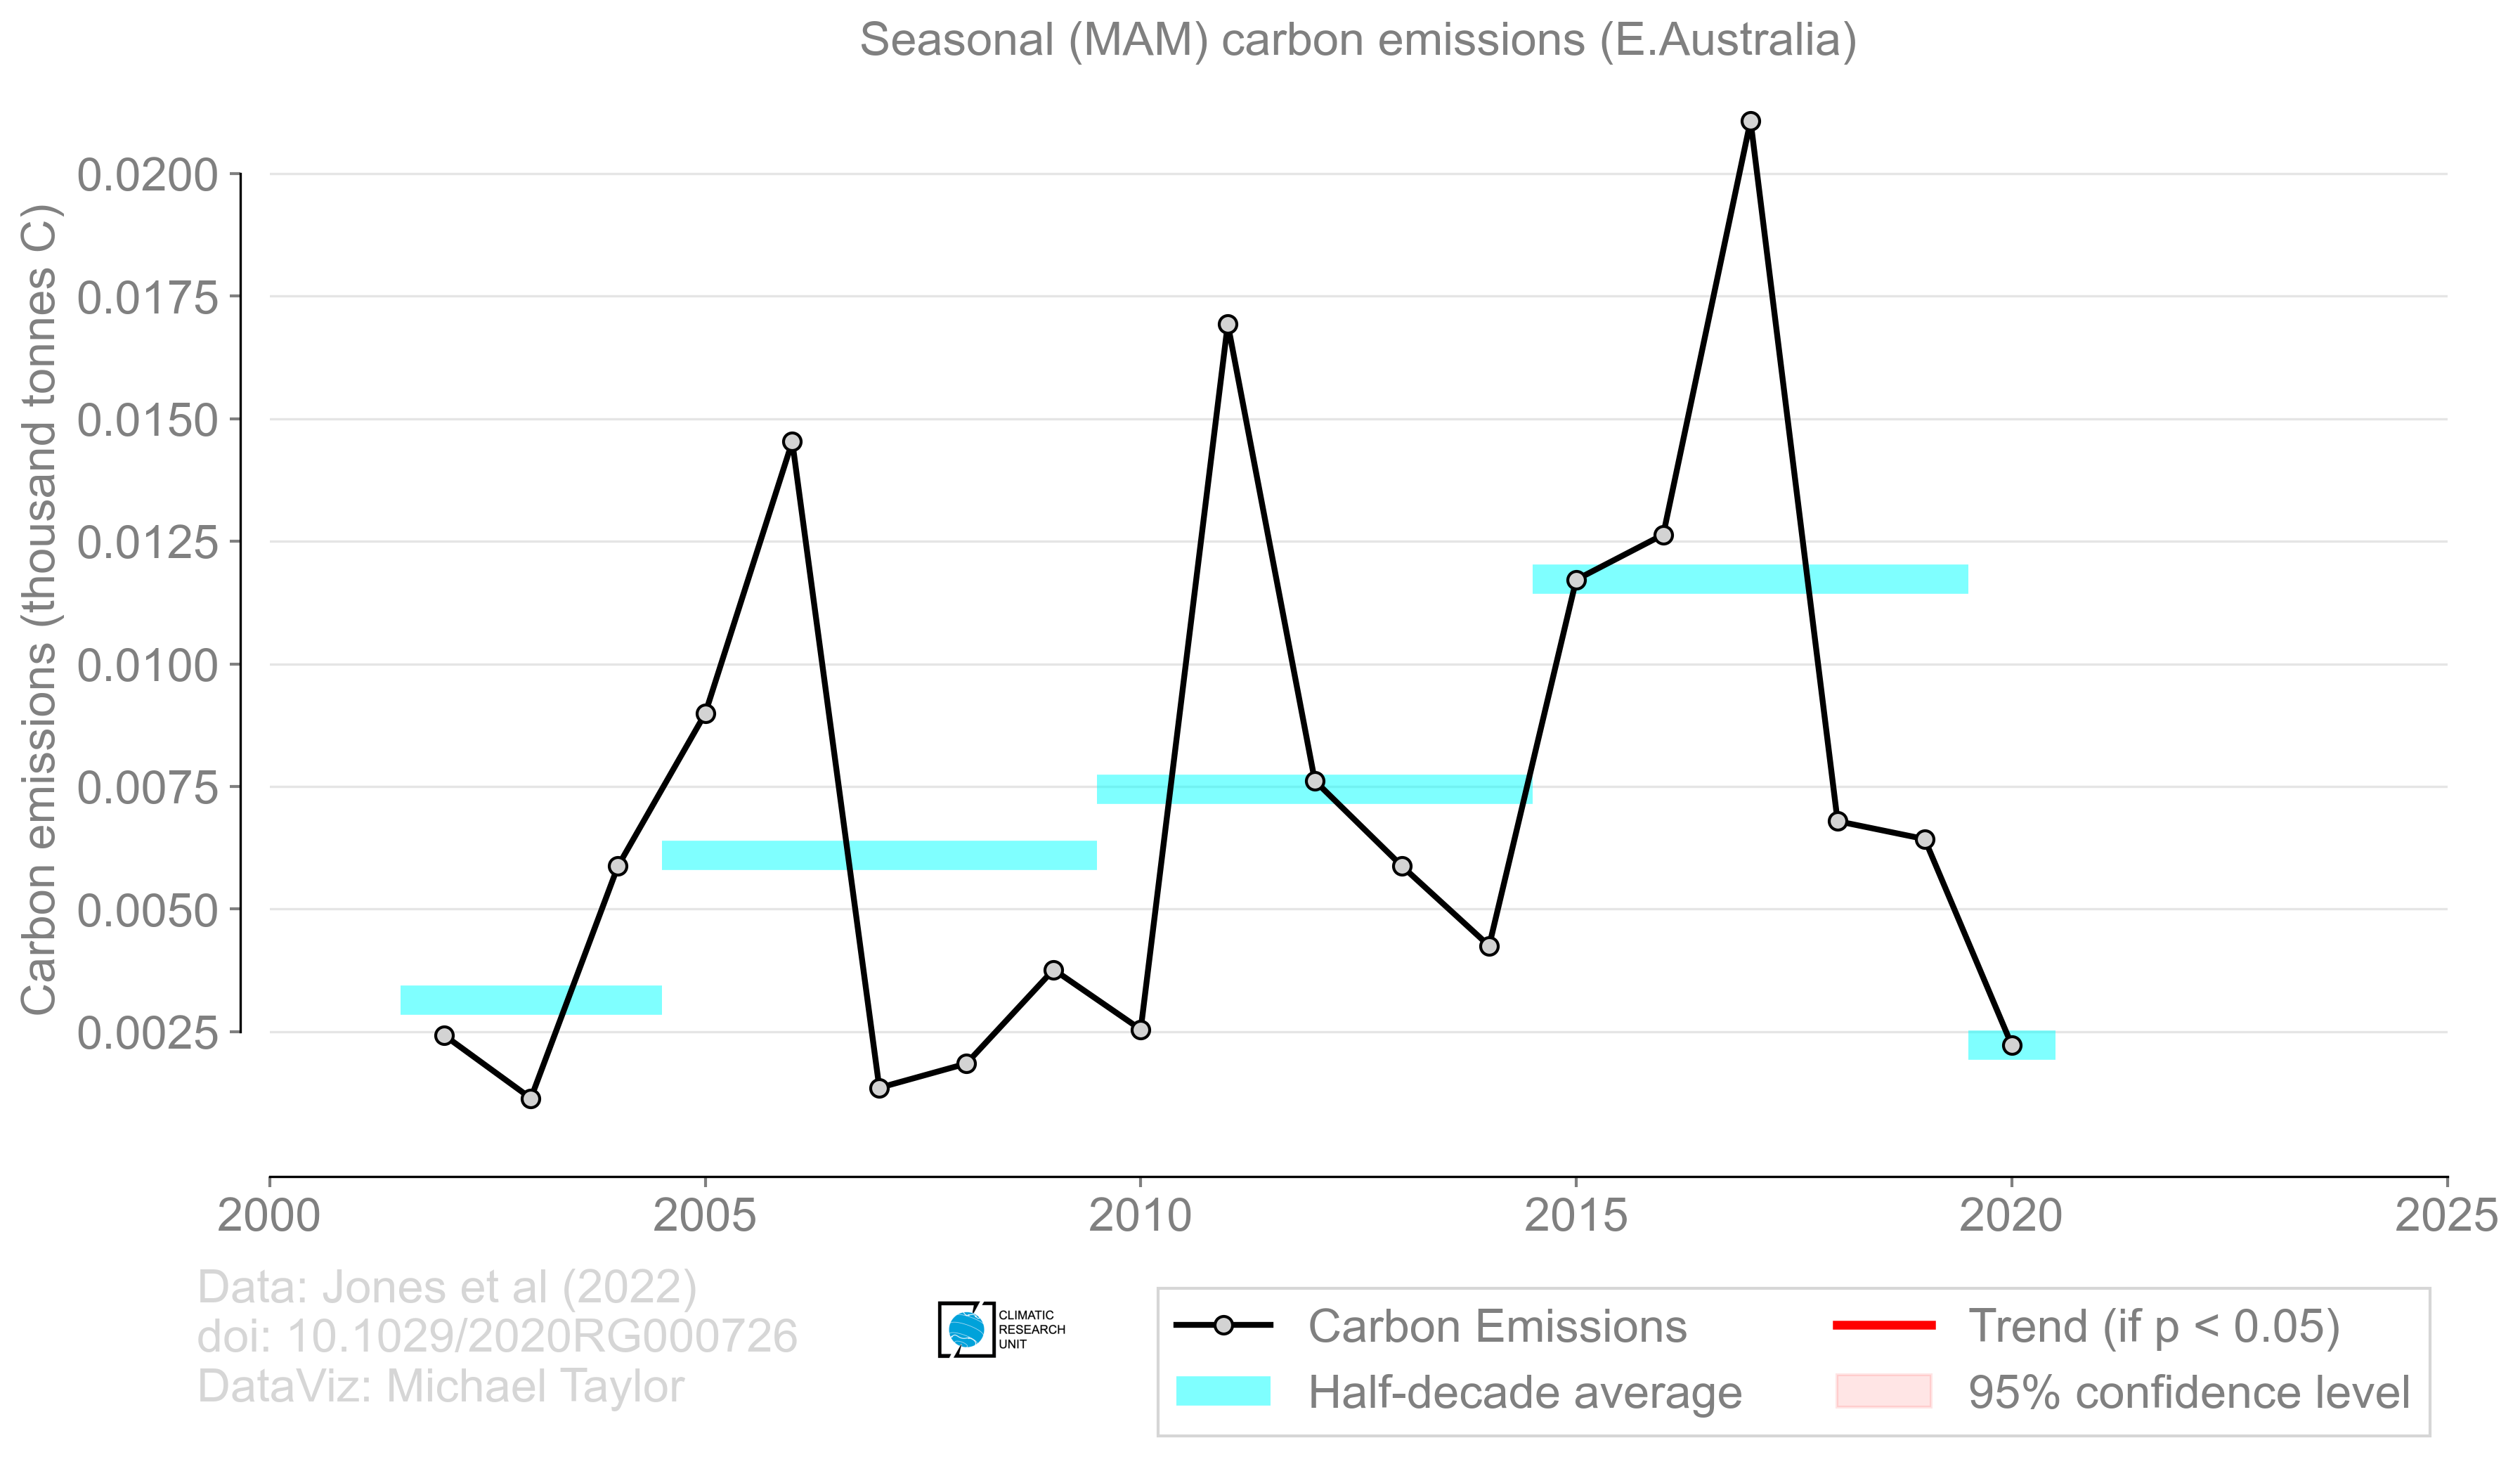 Seasonal (MAM) carbon emissions (E.Australia)
Carbon emissions (thousand tonnes C)
0.0200
0.0175
0.0150
0.0125
0.0100
0.0075
0.0050
0.0025
2000 2005 2010 2015 2020 2025
Data: Jones et al (2022)
doi: 10.1029/2020RG000726
DataViz: Michael Taylor
CLIMATIC
RESEARCH
UNIT
Carbon Emissions
Half-decade average
Trend (if p < 0.05)
95% confidence level